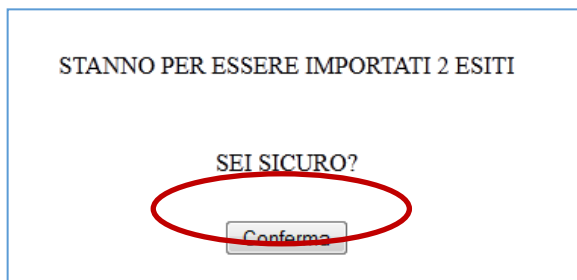 STANNO PER ESSERE IMPORTATI 2 ESITI
SEI SICURO?
Conferma